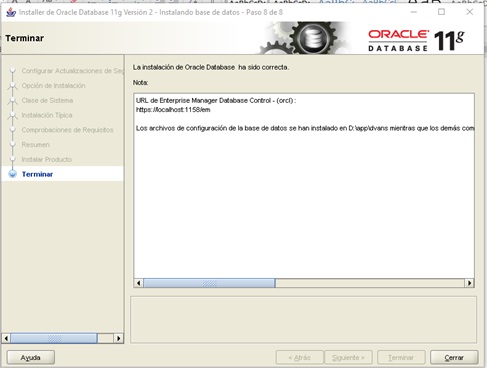 Installer de Oracle Database 11g Versión 2 - Instalando base de datos - Paso 8 de 8
Terminar
ORACLE
DATABASE 11g
Configurar Actualizaciones de Seg
Opción de Instalación
Clase de Sistema
Instalación Típica
Comprobaciones de Requisitos
Resumen
Instalar Producto
Terminar
La instalación de Oracle Database ha sido correcta.
Nota:
URL de Enterprise Manager Database Control - (orcl) :
https://localhost:1158/em
Los archivos de configuración de la base de datos se han instalado en D:\app\dvans mientras que los demás com
Ayuda
< Atrás
Siguiente >
Terminar
Cerrar